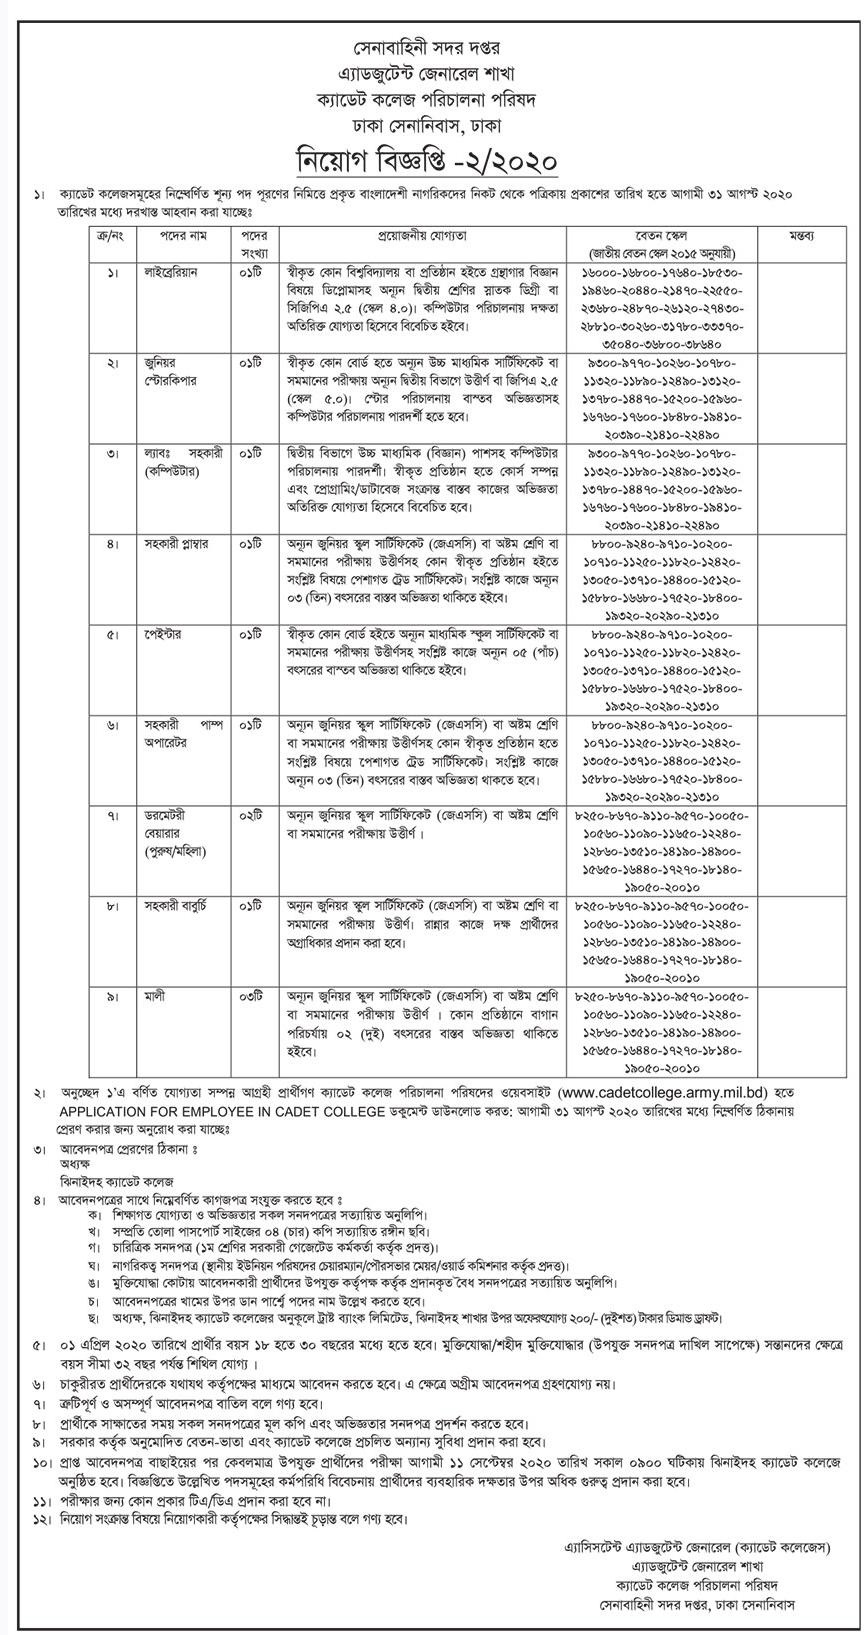 সেনাবাহিনী সদর দপ্তর
এ্যাডজুটেন্ট জেনারেল শাখা
ক্যাডেট কলেজ পরিচালনা পরিষদ
ঢাকা সেনানিবাস, ঢাকা
নিয়োগ বিজ্ঞপ্তি -২/২০২০
১। ক্যাডেট কলেজসমূহের নিম্নেবর্ণিত শূন্য পদ পূরণের নিমিত্তে প্রকৃত বাংলাদেশী নাগরিকদের নিকট থেকে পত্রিকায় প্রকাশের তারিখ হতে আগামী ৩১ আগস্ট ২০২০
তারিখের মধ্যে দরখাস্ত আহবান করা যাচ্ছেঃ
ক্র/নং পদের নাম পদের সংখ্যা প্রয়োজনীয় যোগ্যতা বেতন স্কেল (জাতীয় বেতন স্কেল ২০১৫ অনুযায়ী) মন্তব্য
১। লাইব্রেরিয়ান ০১টি স্বীকৃত কোন বিশ্ববিদ্যালয় বা প্রতিষ্ঠান হইতে গ্রন্থাগার বিজ্ঞান
বিষয়ে ডিপ্লোমাসহ অন্যূন দ্বিতীয় শ্রেণির স্নাতক ডিগ্রী বা
সিজিপিএ ২.৫ (স্কেল ৪.০)। কম্পিউটার পরিচালনায় দক্ষতা
অতিরিক্ত যোগ্যতা হিসেবে বিবেচিত হইবে।
১৬০০০-১৬৮০০-১৭৬৪০-১৮৫৩০-
১৯৪৬০-২০৪৪০-২১৪৭০-২২৫৫০-
২৩৬৮০-২৪৮৭০-২৬১২০-২৭৪৩০-
২৮৮১০-৩০২৬০-৩১৭৮০-৩৩৩৭০-
৩৫০৪০-৩৬৮০০-৩৮৬৪০
২। জুনিয়র
স্টোরকিপার
০১টি স্বীকৃত কোন বোর্ড হতে অন্যূন উচ্চ মাধ্যমিক সার্টিফিকেট বা
সমমানের পরীক্ষায় অন্যূন দ্বিতীয় বিভাগে উত্তীর্ণ বা জিপিএ ২.৫
(স্কেল ৫.০)। স্টোর পরিচালনায় বাস্তব অভিজ্ঞতাসহ
কম্পিউটার পরিচালনায় পারদর্শী হতে হবে।
৯৩০০-৯৭৭০-১০২৬০-১০৭৮০-
১১৩২০-১১৮৯০-১২৪৯০-১৩১২০-
১৩৭৮০-১৪৪৭০-১৫২০০-১৫৯৬০-
১৬৭৬০-১৭৬০০-১৮৪৮০-১৯৪১০-
২০৩৯০-২১৪১০-২২৪৯০
৩। ল্যাবঃ সহকারী
(কম্পিউটার)
০১টি দ্বিতীয় বিভাগে উচ্চ মাধ্যমিক (বিজ্ঞান) পাশসহ কম্পিউটার
পরিচালনায় পারদর্শী। স্বীকৃত প্রতিষ্ঠান হতে কোর্স সম্পন্ন
এবং প্রোগ্রামিং/ডাটাবেজ সংক্রান্ত বাস্তব কাজের অভিজ্ঞতা
অতিরিক্ত যোগ্যতা হিসেবে বিবেচিত হবে।
৯৩০০-৯৭৭০-১০২৬০-১০৭৮০-
১১৩২০-১১৮৯০-১২৪৯০-১৩১২০-
১৩৭৮০-১৪৪৭০-১৫২০০-১৫৯৬০-
১৬৭৬০-১৭৬০০-১৮৪৮০-১৯৪১০-
২০৩৯০-২১৪১০-২২৪৯০
৪। সহকারী প্লাম্বার ০১টি অন্যূন জুনিয়র স্কুল সার্টিফিকেট (জেএসসি) বা অষ্টম শ্রেণি বা
সমমানের পরীক্ষায় উত্তীর্ণসহ কোন স্বীকৃত প্রতিষ্ঠান হইতে
সংশ্লিষ্ট বিষয়ে পেশাগত ট্রেড সার্টিফিকেট। সংশ্লিষ্ট কাজে অন্যূন
০৩ (তিন) বৎসরের বাস্তব অভিজ্ঞতা থাকিতে হইবে।
৮৮০০-৯২৪০-৯৭১০-১০২০০-
১০৭১০-১১২৫০-১১৮২০-১২৪২০-
১৩০৫০-১৩৭১০-১৪৪০০-১৫১২০-
১৫৮৮০-১৬৬৮০-১৭৫২০-১৮৪০০-
১৯৩২০-২০২৯০-২১৩১০
৫। পেইন্টার ০১টি স্বীকৃত কোন বোর্ড হইতে অন্যূন মাধ্যমিক স্কুল সার্টিফিকেট বা
সমমানের পরীক্ষায় উত্তীর্ণসহ সংশ্লিষ্ট কাজে অন্যূন ০৫ (পাঁচ)
বৎসরের বাস্তব অভিজ্ঞতা থাকিতে হইবে।
৮৮০০-৯২৪০-৯৭১০-১০২০০-
১০৭১০-১১২৫০-১১৮২০-১২৪২০-
১৩০৫০-১৩৭১০-১৪৪০০-১৫১২০-
১৫৮৮০-১৬৬৮০-১৭৫২০-১৮৪০০-
১৯৩২০-২০২৯০-২১৩১০
৬। সহকারী পাম্প
অপারেটর
০১টি অন্যূন জুনিয়র স্কুল সার্টিফিকেট (জেএসসি) বা অষ্টম শ্রেণি
বা সমমানের পরীক্ষায় উত্তীর্ণসহ কোন স্বীকৃত প্রতিষ্ঠান হতে
সংশ্লিষ্ট বিষয়ে পেশাগত ট্রেড সার্টিফিকেট। সংশ্লিষ্ট কাজে
অন্যূন ০৩ (তিন) বৎসরের বাস্তব অভিজ্ঞতা থাকতে হবে।
৮৮০০-৯২৪০-৯৭১০-১০২০০-
১০৭১০-১১২৫০-১১৮২০-১২৪২০-
১৩০৫০-১৩৭১০-১৪৪০০-১৫১২০-
১৫৮৮০-১৬৬৮০-১৭৫২০-১৮৪০০-
১৯৩২০-২০২৯০-২১৩১০
৭। ডরমেটরী
বেয়ারার
(পুরুষ/মহিলা)
০২টি অন্যূন জুনিয়র স্কুল সার্টিফিকেট (জেএসসি) বা অষ্টম শ্রেণি
বা সমমানের পরীক্ষায় উত্তীর্ণ ।
৮২৫০-৮৬৭০-৯১১০-৯৫৭০-১০০৫০-
১০৫৬০-১১০৯০-১১৬৫০-১২২৪০-
১২৮৬০-১৩৫১০-১৪১৯০-১৪৯০০-
১৫৬৫০-১৬৪৪০-১৭২৭০-১৮১৪০-
১৯০৫০-২০০১০
৮। সহকারী বাবুর্চি ০১টি অন্যূন জুনিয়র স্কুল সার্টিফিকেট (জেএসসি) বা অষ্টম শ্রেণি বা
সমমানের পরীক্ষায় উত্তীর্ণ। রান্নার কাজে দক্ষ প্রার্থীদের
অগ্রাধিকার প্রদান করা হবে।
৮২৫০-৮৬৭০-৯১১০-৯৫৭০-১০০৫০-
১০৫৬০-১১০৯০-১১৬৫০-১২২৪০-
১২৮৬০-১৩৫১০-১৪১৯০-১৪৯০০-
১৫৬৫০-১৬৪৪০-১৭২৭০-১৮১৪০-
১৯০৫০-২০০১০
৯। মালী ০৩টি অন্যূন জুনিয়র স্কুল সার্টিফিকেট (জেএসসি) বা অষ্টম শ্রেণি
বা সমমানের পরীক্ষায় উত্তীর্ণ । কোন প্রতিষ্ঠানে বাগান
পরিচর্যায় ০২ (দুই) বৎসরের বাস্তব অভিজ্ঞতা থাকিতে
হইবে।
৮২৫০-৮৬৭০-৯১১০-৯৫৭০-১০০৫০-
১০৫৬০-১১০৯০-১১৬৫০-১২২৪০-
১২৮৬০-১৩৫১০-১৪১৯০-১৪৯০০-
১৫৬৫০-১৬৪৪০-১৭২৭০-১৮১৪০-
১৯০৫০-২০০১০
২। অনুচ্ছেদ ১'এ বর্ণিত যোগ্যতা সম্পন্ন আগ্রহী প্রার্থীগণ ক্যাডেট কলেজ পরিচালনা পরিষদের ওয়েবসাইট (www.cadetcollege.army.mil.bd) হতে
APPLICATION FOR EMPLOYEE IN CADET COLLEGE ডকুমেন্ট ডাউনলোড করত: আগামী ৩১ আগস্ট ২০২০ তারিখের মধ্যে নিম্নেবর্ণিত ঠিকানায়
প্রেরণ করার জন্য অনুরোধ করা যাচ্ছেঃ
৩। আবেদনপত্র প্রেরণের ঠিকানা ঃ
অধ্যক্ষ
ঝিনাইদহ ক্যাডেট কলেজ
৪। আবেদনপত্রের সাথে নিম্নেবর্ণিত কাগজপত্র সংযুক্ত করতে হবে ঃ
ক। শিক্ষাগত যোগ্যতা ও অভিজ্ঞতার সকল সনদপত্রের সত্যায়িত অনুলিপি।
খ। সম্প্রতি তোলা পাসপোর্ট সাইজের ০৪ (চার) কপি সত্যায়িত রঙ্গীন ছবি।
গ। চারিত্রিক সনদপত্র (১ম শ্রেণির সরকারী গেজেটেড কর্মকর্তা কর্তৃক প্রদত্ত)।
ঘ। নাগরিকত্ব সনদপত্র (স্থানীয় ইউনিয়ন পরিষদের চেয়ারম্যান/পৌরসভার মেয়র/ওয়ার্ড কমিশনার কর্তৃক প্রদত্ত)।
ঙ। মুক্তিযোদ্ধা কোটায় আবেদনকারী প্রার্থীদের উপযুক্ত কর্তৃপক্ষ কর্তৃক প্রদানকৃত বৈধ সনদপত্রের সত্যায়িত অনুলিপি।
চ। আবেদনপত্রের খামের উপর ডান পার্শ্বে পদের নাম উল্লেখ করতে হবে।
ছ। অধ্যক্ষ, ঝিনাইদহ ক্যাডেট কলেজের অনুকূলে ট্রাষ্ট ব্যাংক লিমিটেড, ঝিনাইদহ শাখার উপর অফেরৎযোগ্য ২০০/- (দুইশত) টাকার ডিমান্ড ড্রাফট।
৫। ০১ এপ্রিল ২০২০ তারিখে প্রার্থীর বয়স ১৮ হতে ৩০ বছরের মধ্যে হতে হবে। মুক্তিযোদ্ধা/শহীদ মুক্তিযোদ্ধার (উপযুক্ত সনদপত্র দাখিল সাপেক্ষে) সন্তানদের ক্ষেত্রে
বয়স সীমা ৩২ বছর পর্যন্ত শিথিল যোগ্য ।
৬। চাকুরীরত প্রার্থীদেরকে যথাযথ কর্তৃপক্ষের মাধ্যমে আবেদন করতে হবে। এ ক্ষেত্রে অগ্রীম আবেদনপত্র গ্রহণযোগ্য নয়।
৭। ত্রুটিপূর্ণ ও অসম্পূর্ণ আবেদনপত্র বাতিল বলে গণ্য হবে।
৮। প্রার্থীকে সাক্ষাতের সময় সকল সনদপত্রের মূল কপি এবং অভিজ্ঞতার সনদপত্র প্রদর্শন করতে হবে।
৯। সরকার কর্তৃক অনুমোদিত বেতন-ভাতা এবং ক্যাডেট কলেজে প্রচলিত অন্যান্য সুবিধা প্রদান করা হবে।
১০। প্রাপ্ত আবেদনপত্র বাছাইয়ের পর কেবলমাত্র উপযুক্ত প্রার্থীদের পরীক্ষা আগামী ১১ সেপ্টেম্বর ২০২০ তারিখ সকাল ০৯০০ ঘটিকায় ঝিনাইদহ ক্যাডেট কলেজে
অনুষ্ঠিত হবে। বিজ্ঞপ্তিতে উল্লেখিত পদসমূহের কর্মপরিধি বিবেচনায় প্রার্থীদের ব্যবহারিক দক্ষতার উপর অধিক গুরুত্ব প্রদান করা হবে।
১১। পরীক্ষার জন্য কোন প্রকার টিএ/ডিএ প্রদান করা হবে না।
১২। নিয়োগ সংক্রান্ত বিষয়ে নিয়োগকারী কর্তৃপক্ষের সিদ্ধান্তই চূড়ান্ত বলে গণ্য হবে।
এ্যাসিসটেন্ট এ্যাডজুটেন্ট জেনারেল (ক্যাডেট কলেজেস)
এ্যাডজুটেন্ট জেনারেল শাখা
ক্যাডেট কলেজ পরিচালনা পরিষদ
সেনাবাহিনী সদর দপ্তর, ঢাকা সেনানিবাস